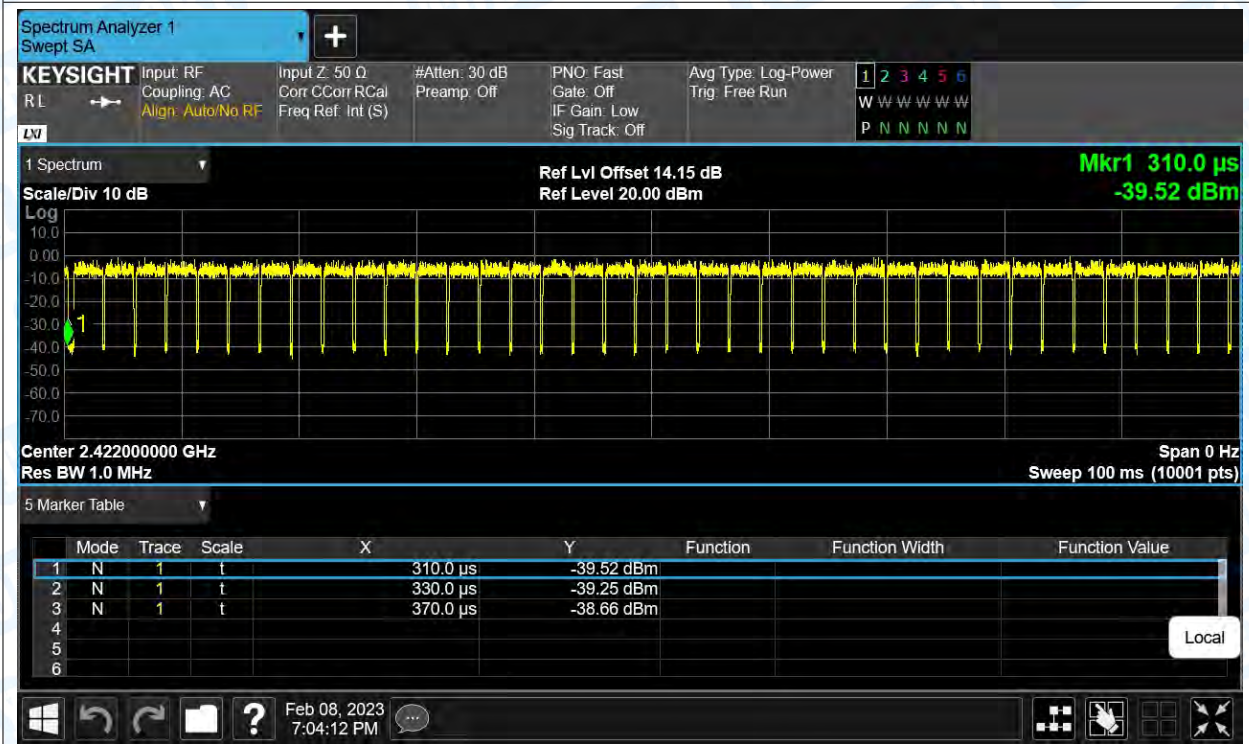 Spectrum Analyzer 1
Swept SA
+
KEYSIGHT
R L
LXI
Input: RF
Coupling: AC
Align: Auto/No RF
Input Z: 50 Ω
Corr CCorr RCal
Freq Ref: Int (S)
#Atten: 30 dB
Preamp: Off
PNO: Fast
Gate: Off
IF Gain: Low
Sig Track: Off
Avg Type: Log-Power
Trig: Free Run
1 2 3 4 5 6
W W W W W W
P N N N N N
1 Spectrum
Scale/Div 10 dB
Ref Lvl Offset 14.15 dB
Ref Level 20.00 dBm
Mkr1 310.0 µs
-39.52 dBm
Log
10.0
0.00
-10.0
-20.0
-30.0
1
-40.0
-50.0
-60.0
-70.0
Center 2.422000000 GHz
Res BW 1.0 MHz
Span 0 Hz
Sweep 100 ms (10001 pts)
5 Marker Table
Mode Trace Scale X Y Function Function Width Function Value
1 N 1 t 310.0 µs -39.52 dBm
2 N 1 t 330.0 µs -39.25 dBm
3 N 1 t 370.0 µs -38.66 dBm
4
5
6
Local
?
Feb 08, 2023
7:04:12 PM